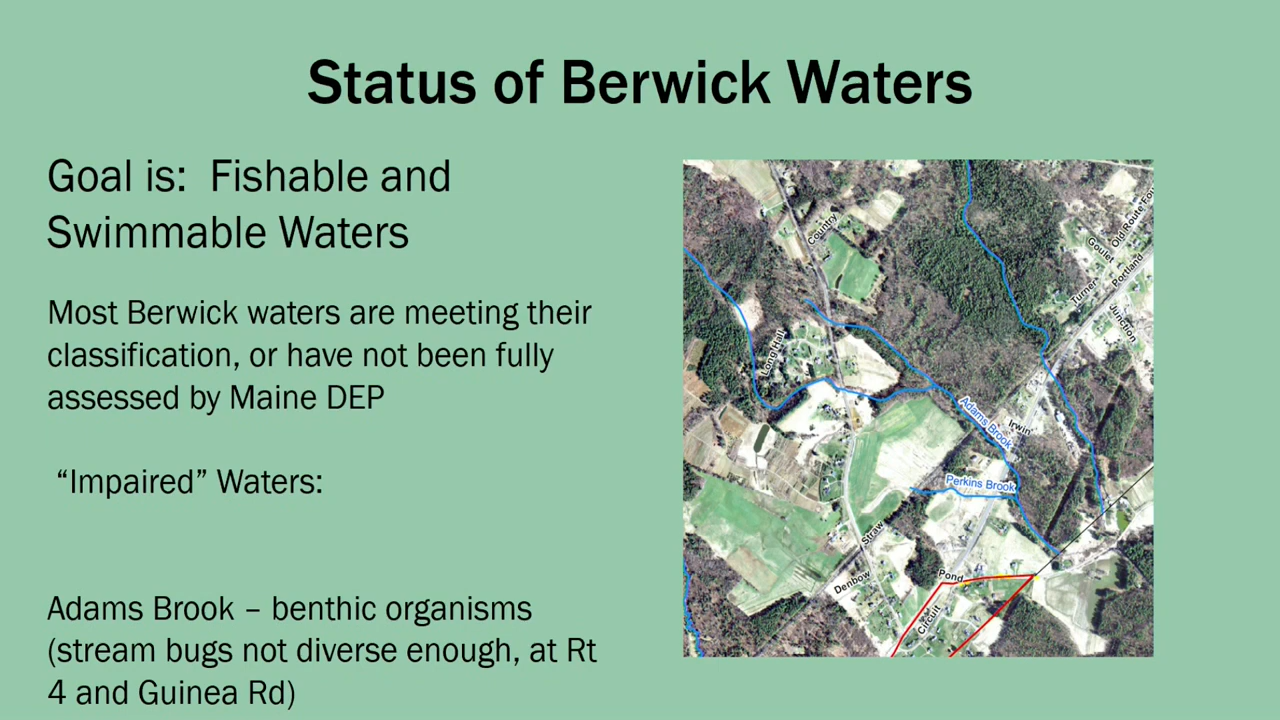 Status of Berwick Waters
Goal is:  Fishable and
Swimmable Waters
Most Berwick waters are meeting their
classification, or have not been fully
assessed by Maine DEP
“Impaired” Waters:
Adams Brook – benthic organisms
(stream bugs not diverse enough, at Rt
4 and Guinea Rd)
Country
Old Route Fou
Goulet
Portland
Turner
Junction
Long Hall
Adams Brook
Irwin
Perkins Brook
Straw
Denbow
Pond
Circuit